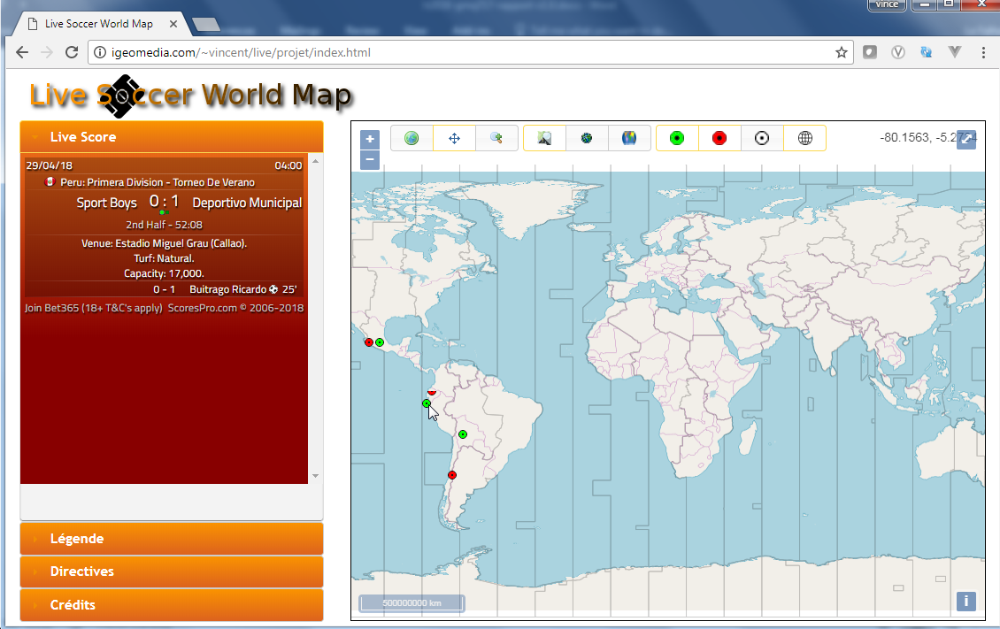 vince
Live Soccer World Map
igeomedia.com/~vincent/live/projet/index.html
Live Soccer World Map
Live Score
29/04/18 04:00
Peru: Primera Division - Torneo De Verano
Sport Boys 0 : 1 Deportivo Municipal
2nd Half - 52:08
Venue: Estadio Miguel Grau (Callao).
Turf: Natural.
Capacity: 17,000.
0 - 1 Buitrago Ricardo 25'
Join Bet365 (18+ T&C's apply) ScoresPro.com © 2006-2018
Légende
Directives
Crédits
+
−
-80.1563,
500000000 km
i